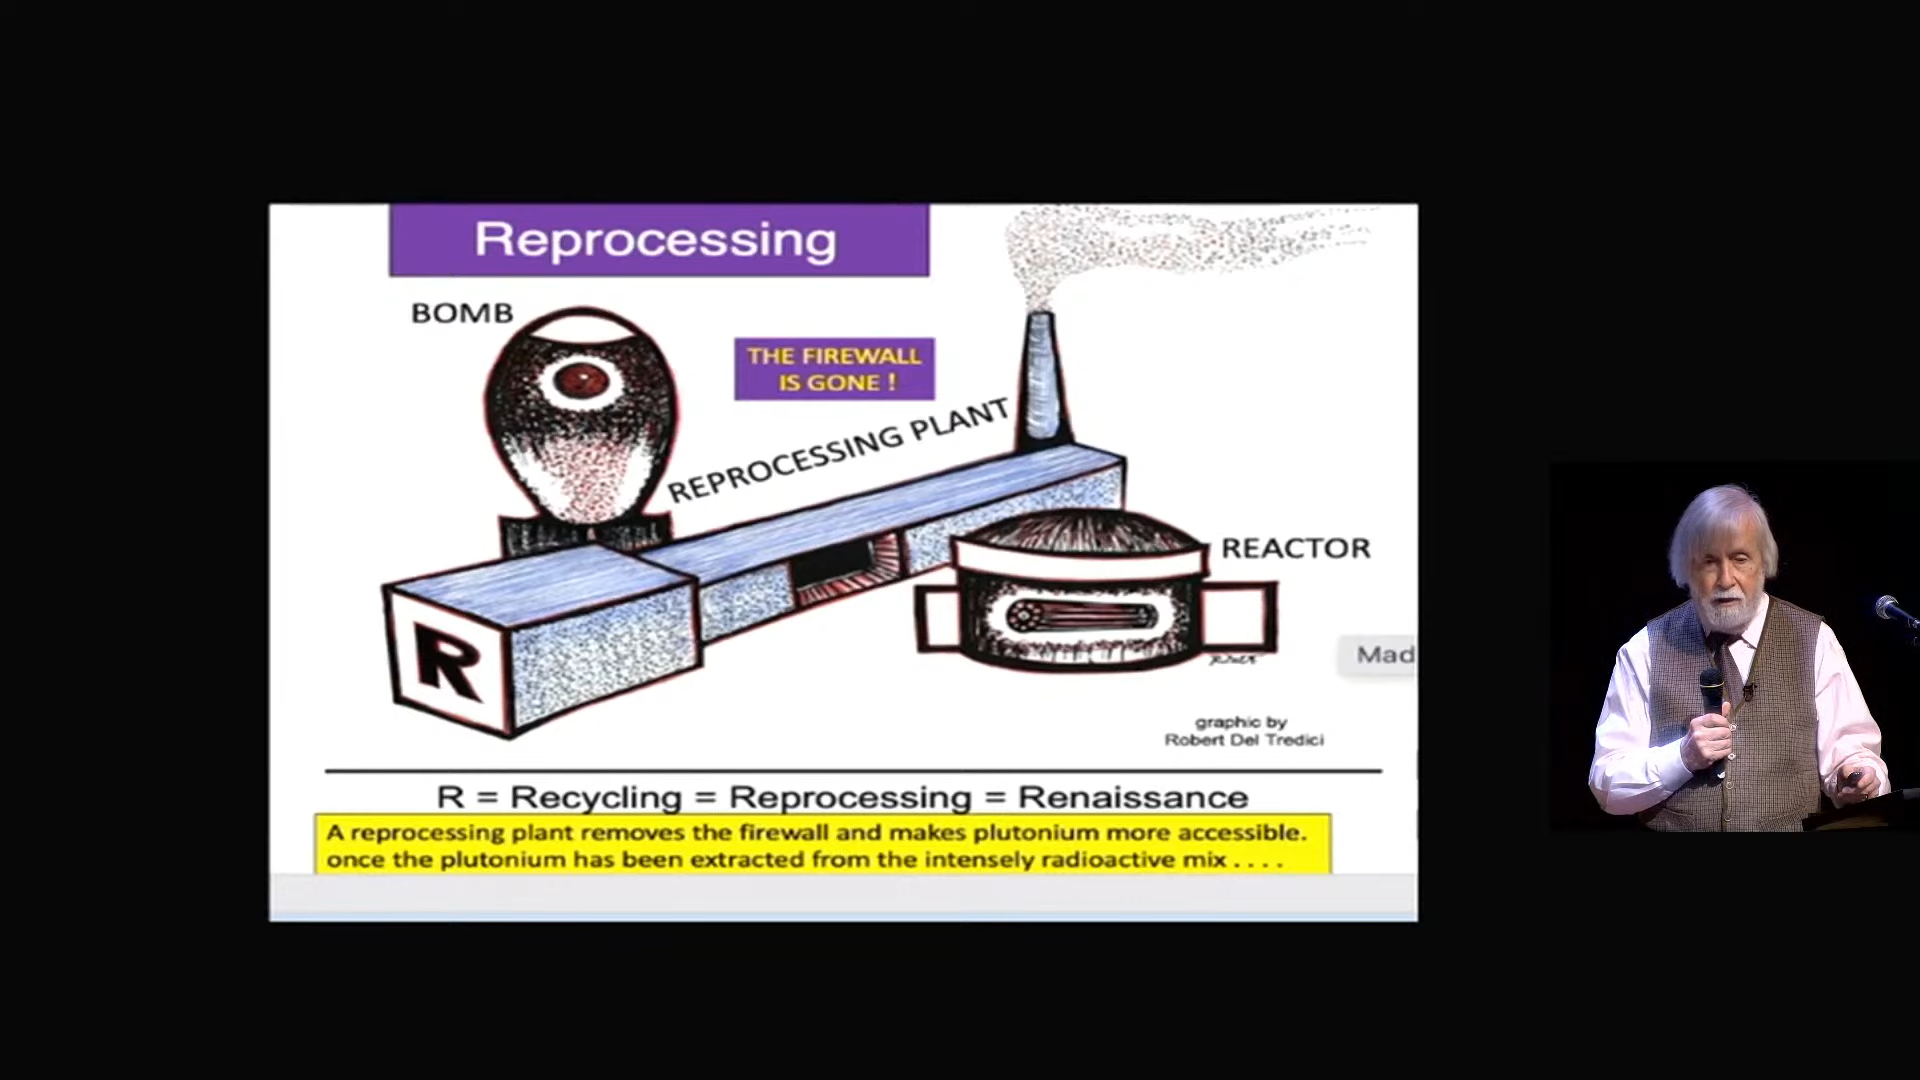 Reprocessing
BOMB
THE FIREWALL
IS GONE !
REPROCESSING PLANT
REACTOR
R
Mad
graphic by
Robert Del Tredici
R = Recycling = Reprocessing = Renaissance
A reprocessing plant removes the firewall and makes plutonium more accessible.
once the plutonium has been extracted from the intensely radioactive mix . . . .